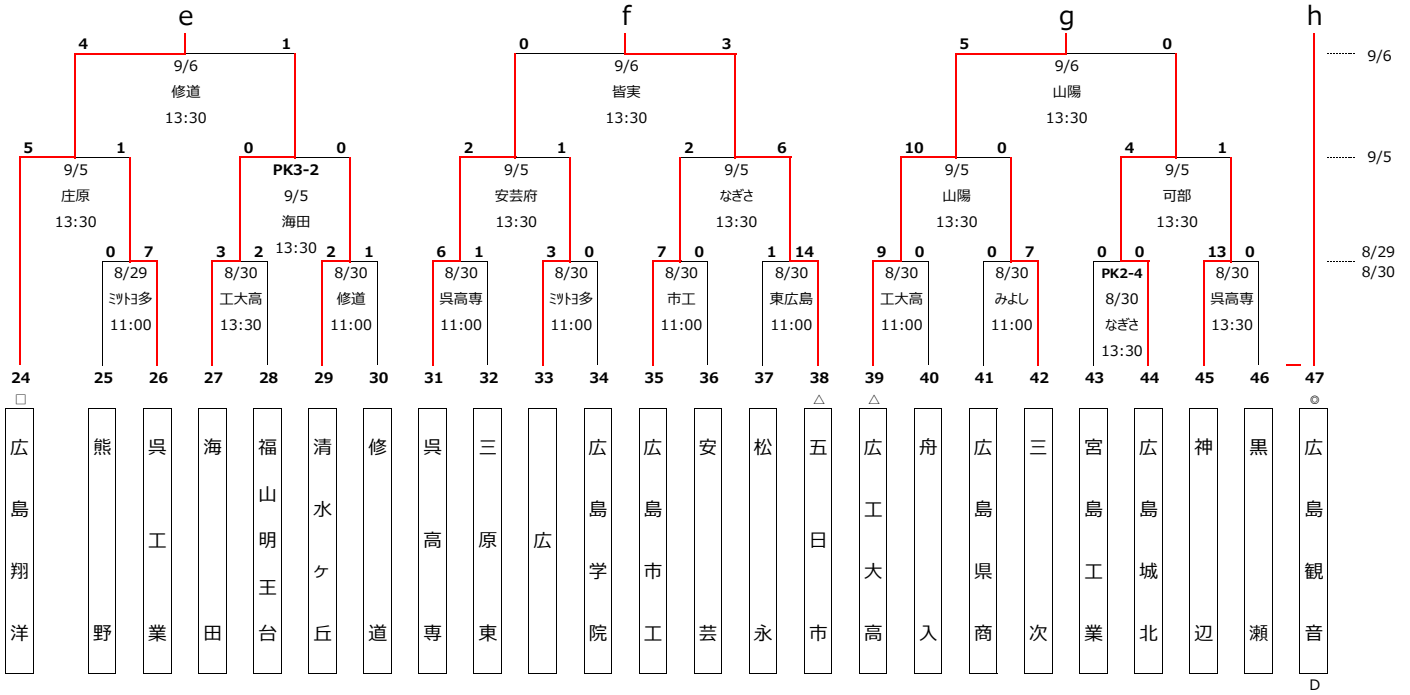 e f g h
4 1 0 3 5 0
9/6 9/6 9/6 9/6
修道 皆実 山陽
13:30 13:30 13:30
5 1 0 0 2 1 2 6 10 0 4 1
9/5 PK3-2 9/5 9/5 9/5 9/5 9/5
庄原 9/5 安芸府 なぎさ 山陽 可部
13:30 海田 13:30 13:30 13:30 13:30
13:30
0 7 3 2 2 1 6 1 3 0 7 0 1 14 9 0 0 7 0 0 13 0 8/29
8/30
8/29 8/30 8/30 8/30 8/30 8/30 8/30 8/30 8/30 PK2-4 8/30
ミツトヨ多 工大高 修道 呉高専 ミツトヨ多 市工 東広島 工大高 みよし 8/30 呉高専
11:00 13:30 11:00 11:00 11:00 11:00 11:00 11:00 11:00 なぎさ 13:30
13:30
24 25 26 27 28 29 30 31 32 33 34 35 36 37 38 39 40 41 42 43 44 45 46 47
□ △ △ ◎
広島翔洋
熊野
呉工業
海田
福山明王台
清水ケ丘
修道
呉高専
三原東
広
広島学院
広島市工
安芸
松永
五日市
広工大高
舟入
広島県商
三次
宮島工業
広島城北
神辺
黒瀬
広島観音
D